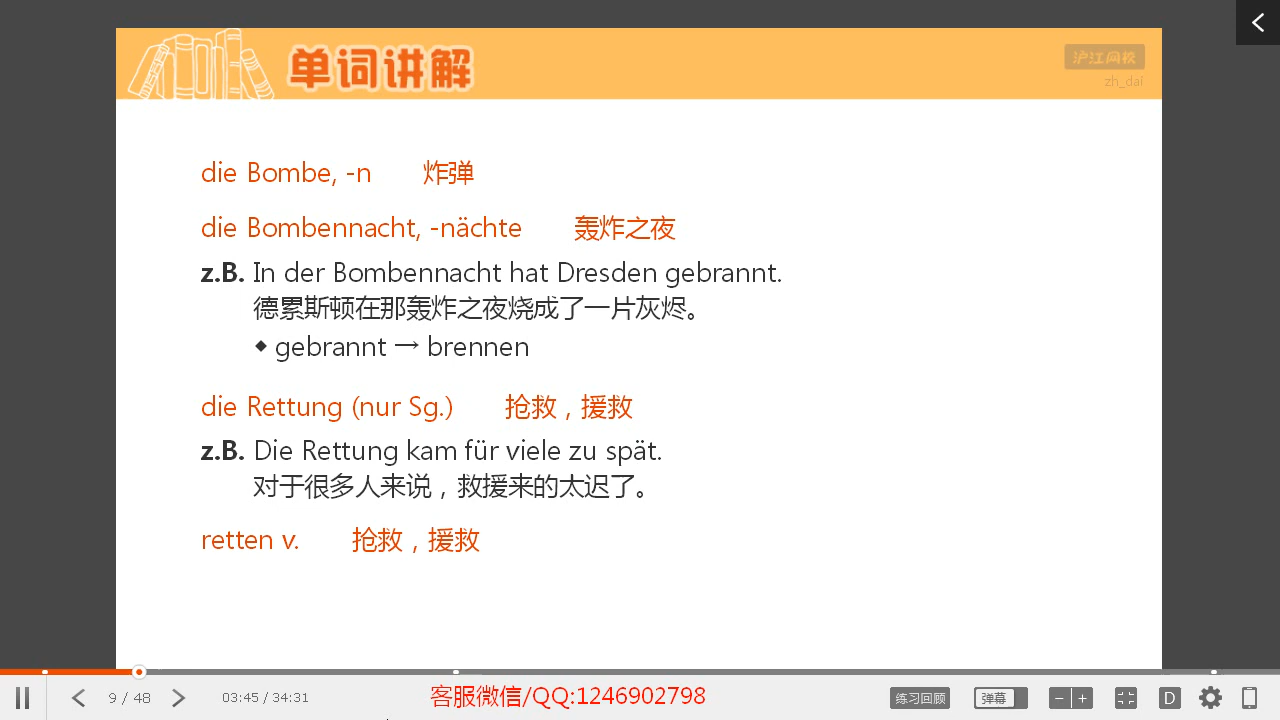 单词讲解
沪江网校
zh_dai
die Bombe, -n 炸弹
die Bombennacht, -nächte 轰炸之夜
z.B. In der Bombennacht hat Dresden gebrannt.
德累斯顿在那轰炸之夜烧成了一片灰烬。
◆ gebrannt → brennen
die Rettung (nur Sg.) 抢救，援救
z.B. Die Rettung kam für viele zu spät.
对于很多人来说，救援来的太迟了。
retten v. 抢救，援救
9 / 48 03:45 / 34:31 客服微信/QQ:1246902798 练习回顾 弹幕 D